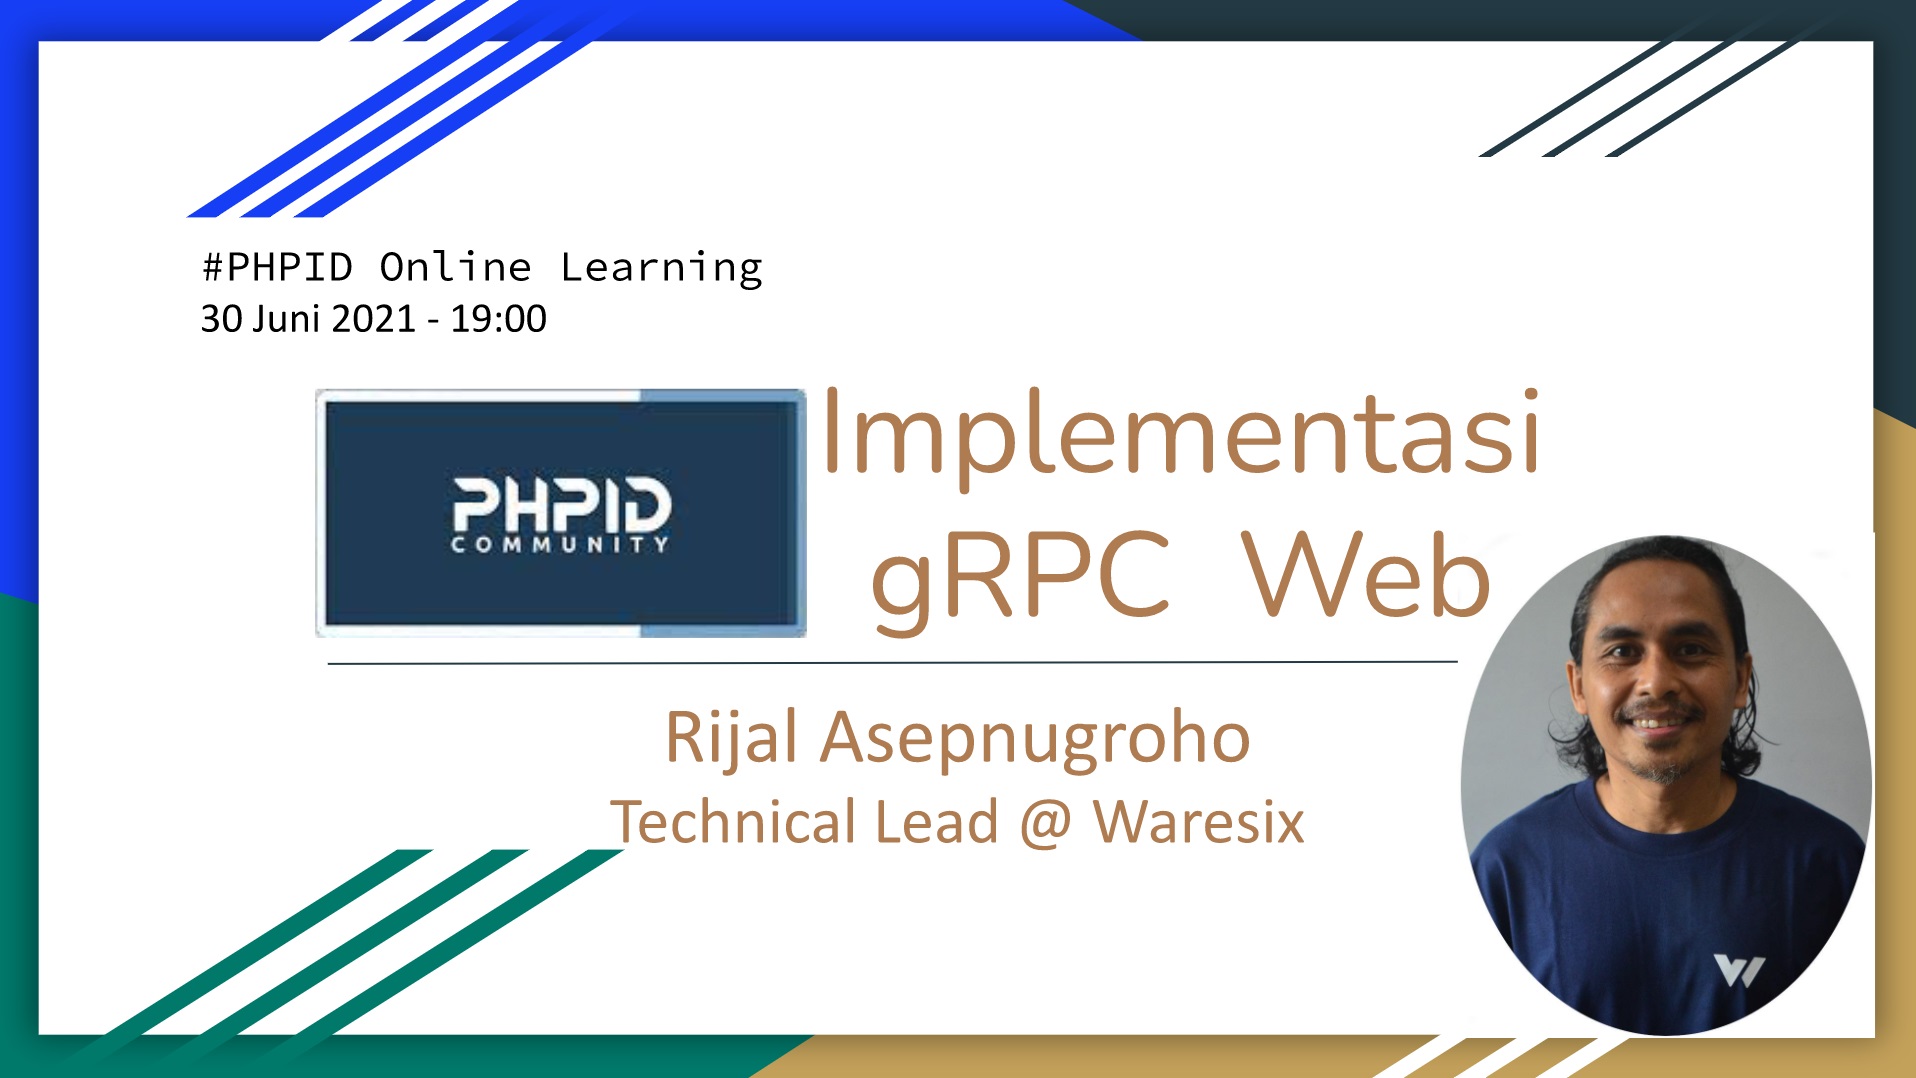 #PHPID Online Learning
30 Juni 2021 - 19:00
PHPID
COMMUNITY
Implementasi
gRPC Web
Rijal Asepnugroho
Technical Lead @ Waresix